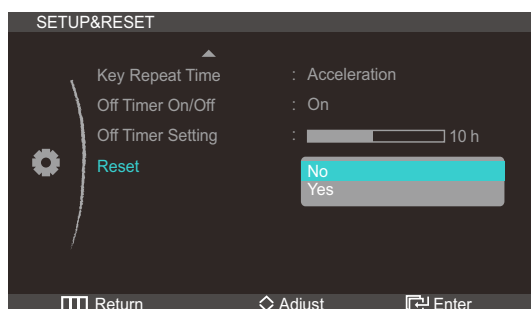 SETUP&RESET
Key Repeat Time : Acceleration
Off Timer On/Off : On
Off Timer Setting : 10 h
Reset
No
Yes
Return Adjust Enter